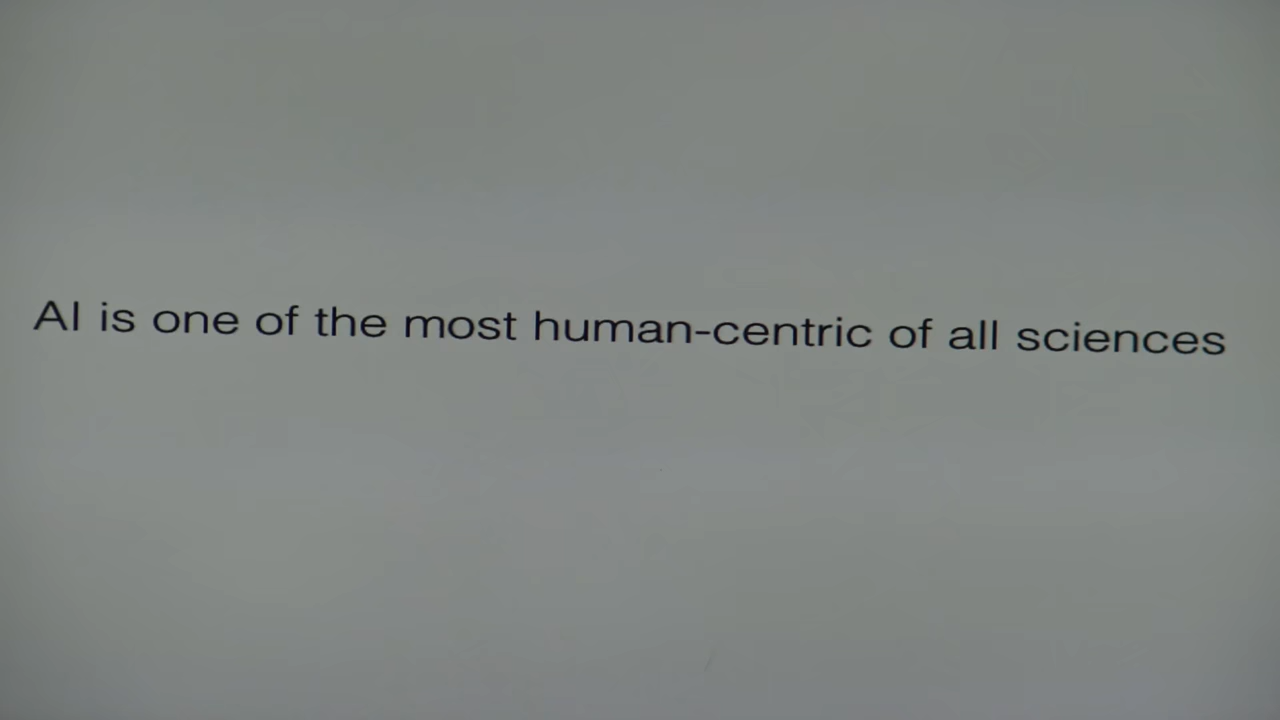 AI is one of the most human-centric of all sciences